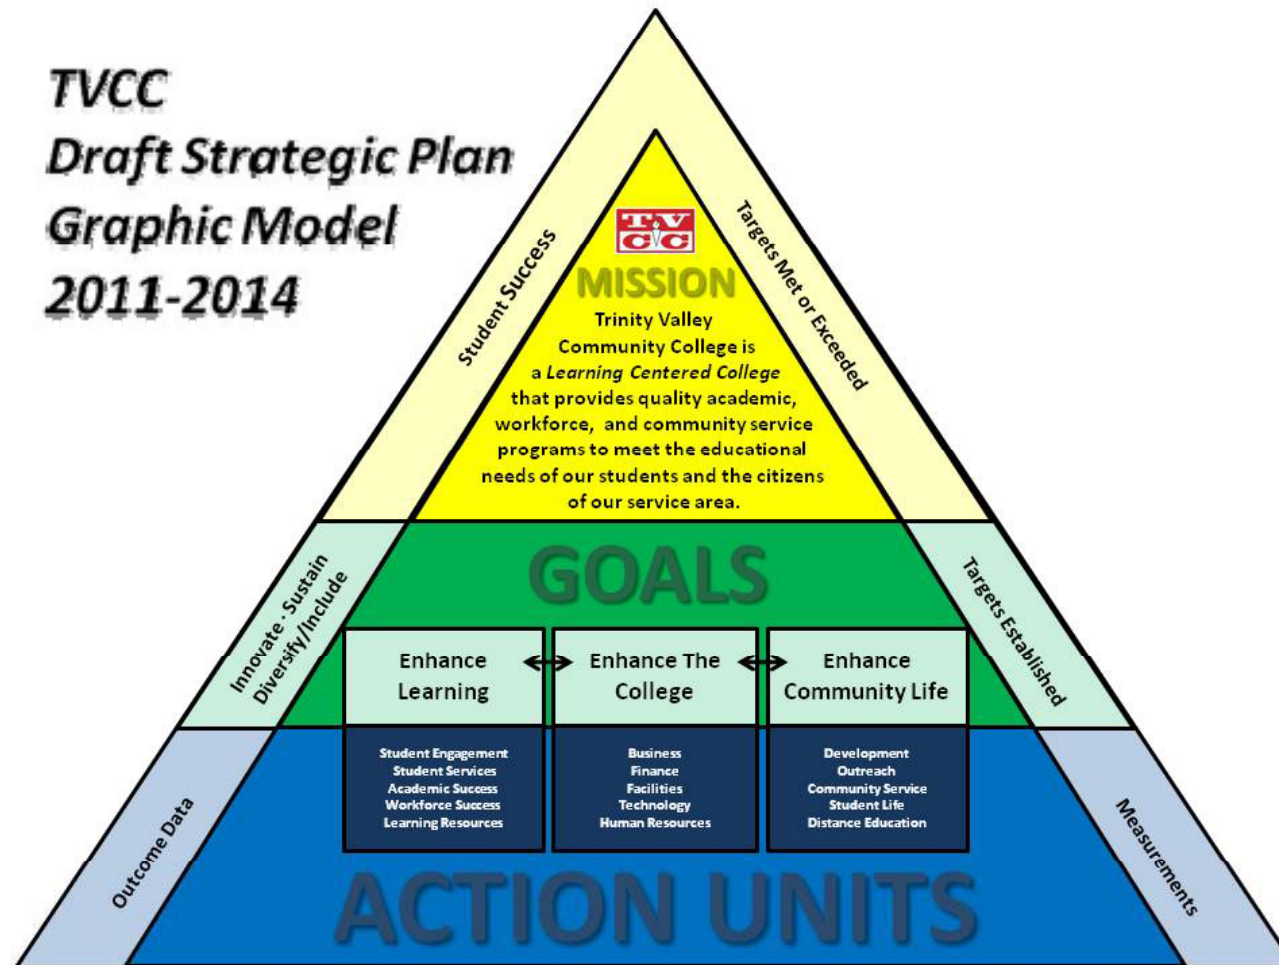 TVCC
Draft Strategic Plan
Graphic Model
2011-2014
Student Success
Targets Met or Exceeded
TV
CC
MISSION
Trinity Valley
Community College is
a Learning Centered College
that provides quality academic,
workforce, and community service
programs to meet the educational
needs of our students and the citizens
of our service area.
Innovate · Sustain
Diversify/Include
Targets Established
GOALS
Enhance
Learning
Enhance The
College
Enhance
Community Life
Outcome Data
Measurements
Student Engagement
Student Services
Academic Success
Workforce Success
Learning Resources
Business
Finance
Facilities
Technology
Human Resources
Development
Outreach
Community Service
Student Life
Distance Education
ACTION UNITS